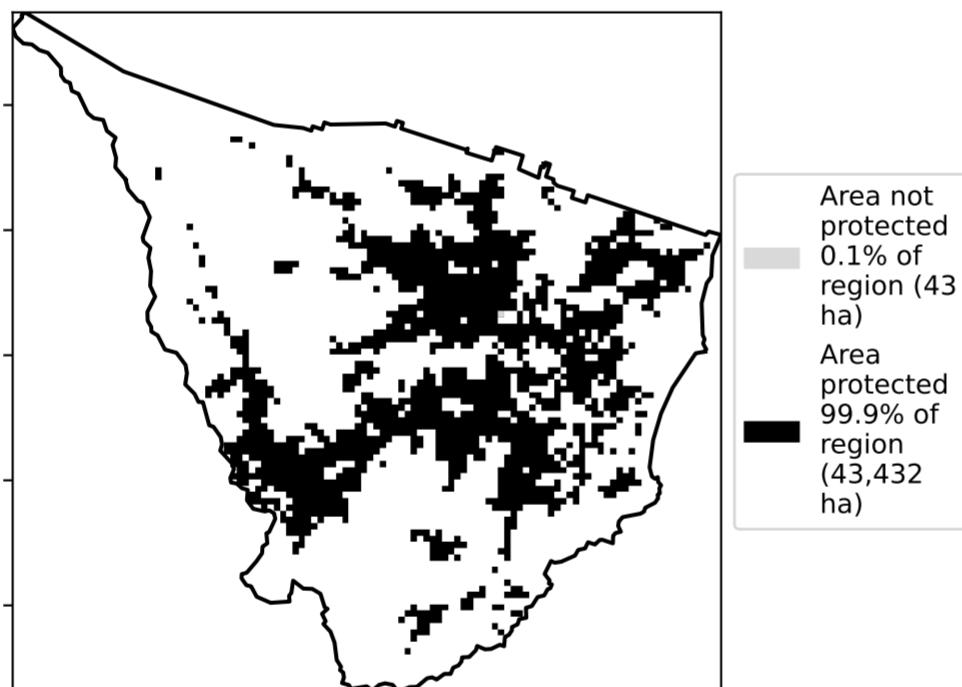 Area not
protected
0.1% of
region (43
ha)
Area
protected
99.9% of
region
(43,432
ha)